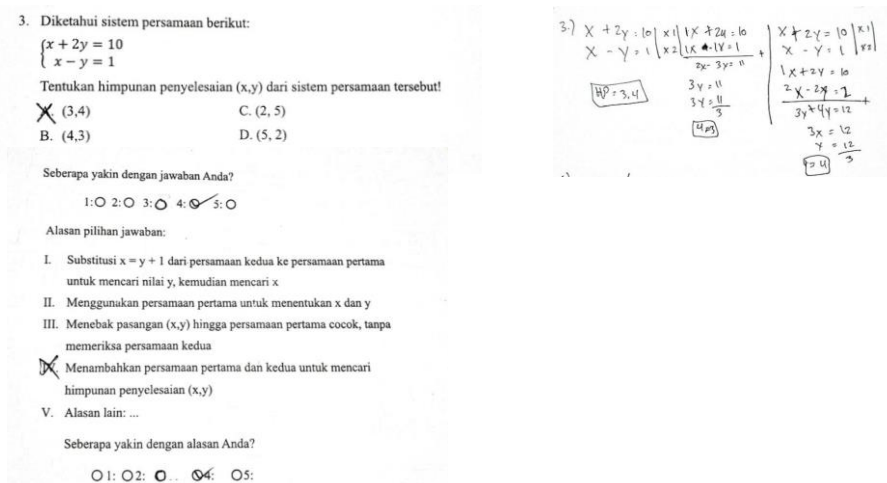 3. Diketahui sistem persamaan berikut:
x + 2y = 10
x − y = 1
Tentukan himpunan penyelesaian (x,y) dari sistem persamaan tersebut!
(3,4) C. (2, 5)
B. (4,3) D. (5, 2)
Seberapa yakin dengan jawaban Anda?
1: 2: 3: 4: 5:
Alasan pilihan jawaban:
I. Substitusi x = y + 1 dari persamaan kedua ke persamaan pertama
untuk mencari nilai y, kemudian mencari x
II. Menggunakan persamaan pertama untuk menentukan x dan y
III. Menebak pasangan (x,y) hingga persamaan pertama cocok, tanpa
memeriksa persamaan kedua
Menambahkan persamaan pertama dan kedua untuk mencari
himpunan penyelesaian (x,y)
V. Alasan lain: ...
Seberapa yakin dengan alasan Anda?
1: 2: 4: 5:
3.) x + 2y = 10 | x1 | 1x + 2y = 10
x - y = 1 | x2 |
2x - 3y = 11
3y = 11
3y = 11
3
HP = 3,4
x + 2y = 10 | x1
x - y = 1 | x2
1x + 2y = 10
2x - 2y = 2 +
3y + 4y = 12
3x = 12
x = 12
3